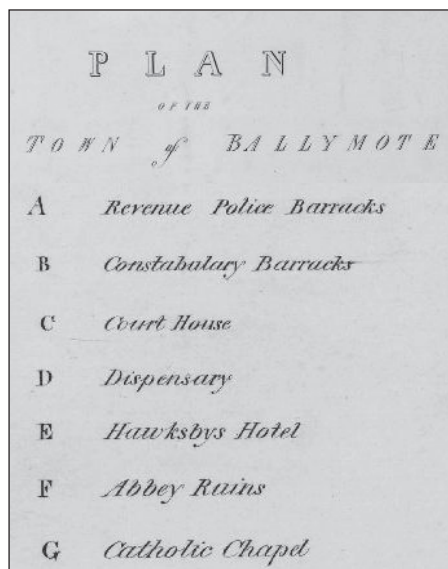 PLAN
OF THE
TOWN of BALLYMOTE
A Revenue Police Barracks
B Constabulary Barracks
C Court House
D Dispensary
E Hawksbys Hotel
F Abbey Ruins
G Catholic Chapel